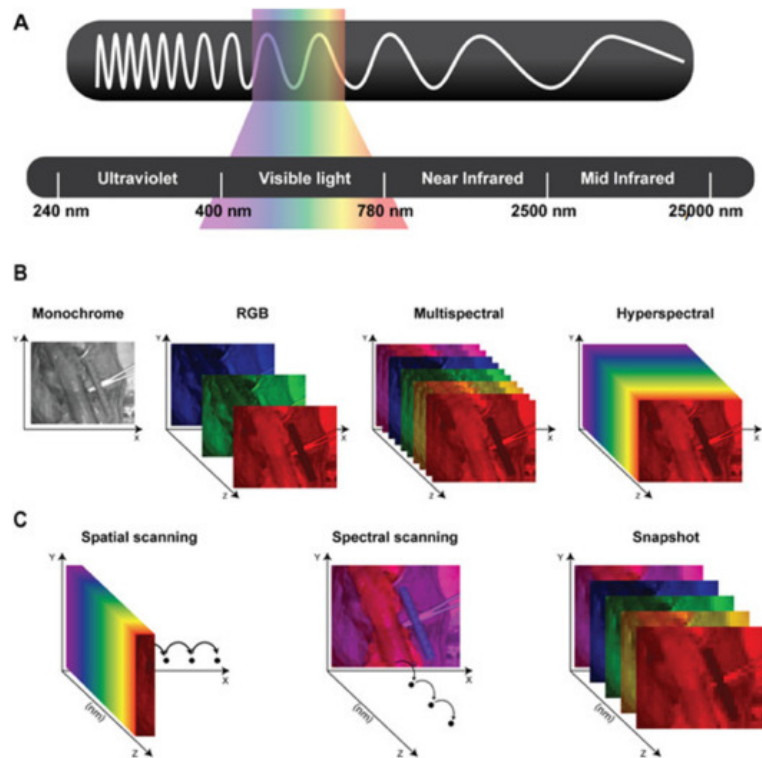 A
Ultraviolet Visible light Near Infrared Mid Infrared
240 nm 400 nm 780 nm 2500 nm 25000 nm
B
Monochrome RGB Multispectral Hyperspectral
Y Y Y Y
X X X X
Z Z Z
C
Spatial scanning Spectral scanning Snapshot
Y Y Y
X X X
(nm) (nm) (nm)
Z Z Z